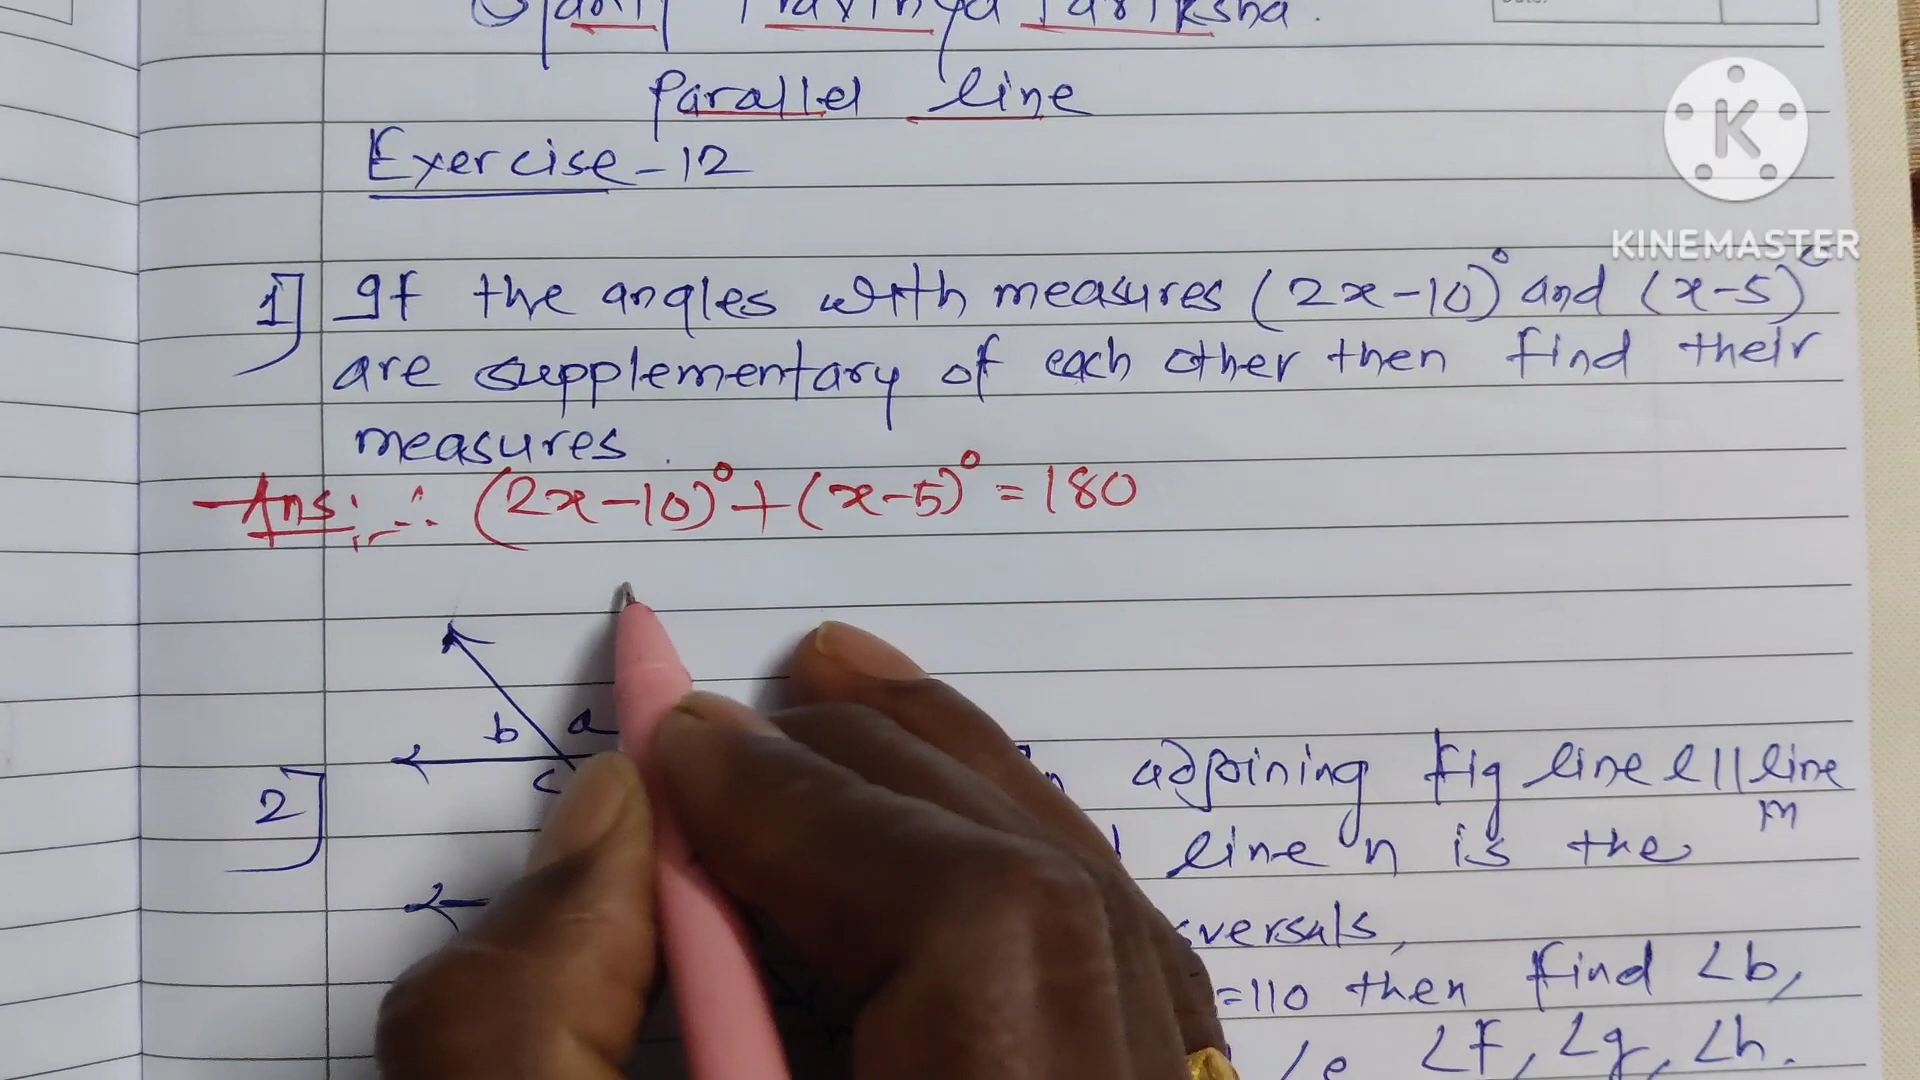 Parallel line
Exercise-12
K
KINEMASTER
1] If the angles with measures (2x-10)° and (x-5)°
are supplementary of each other then find their
measures.
Ans:- ∴ (2x-10)°+(x-5)° = 180
b a
c
2] adjoining fig line l || line
m
line n is the
versals,
=110 then find ∠b,
∠e ∠f, ∠g, ∠h.